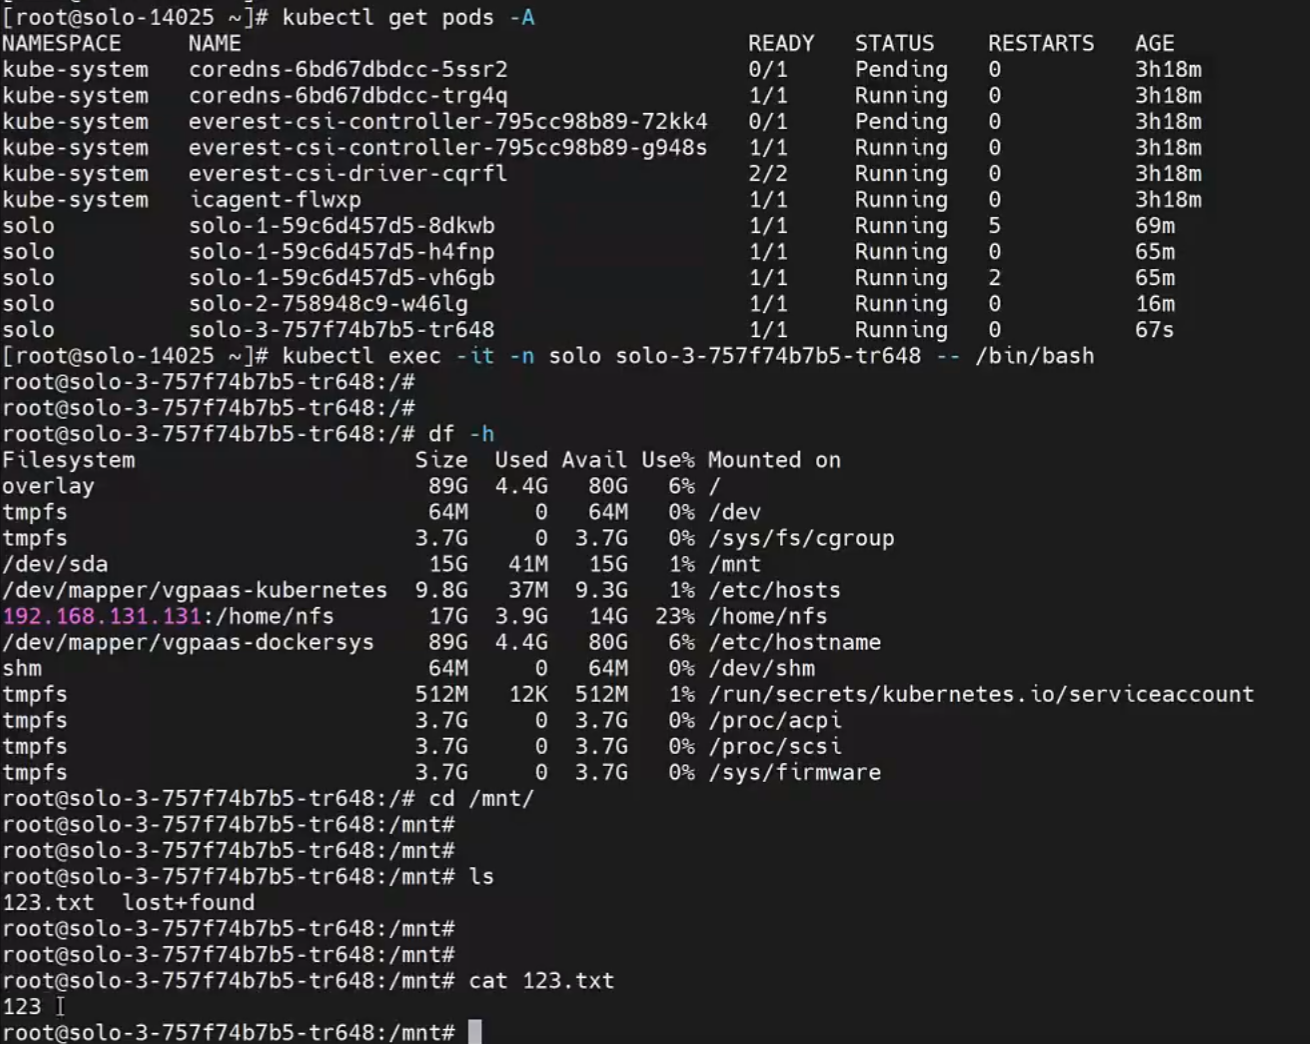 [root@solo-14025 ~]# kubectl get pods -A
NAMESPACE NAME READY STATUS RESTARTS AGE
kube-system coredns-6bd67dbdcc-5ssr2 0/1 Pending 0 3h18m
kube-system coredns-6bd67dbdcc-trg4q 1/1 Running 0 3h18m
kube-system everest-csi-controller-795cc98b89-72kk4 0/1 Pending 0 3h18m
kube-system everest-csi-controller-795cc98b89-g948s 1/1 Running 0 3h18m
kube-system everest-csi-driver-cqrfl 2/2 Running 0 3h18m
kube-system icagent-flwxp 1/1 Running 0 3h18m
solo solo-1-59c6d457d5-8dkwb 1/1 Running 5 69m
solo solo-1-59c6d457d5-h4fnp 1/1 Running 0 65m
solo solo-1-59c6d457d5-vh6gb 1/1 Running 2 65m
solo solo-2-758948c9-w46lg 1/1 Running 0 16m
solo solo-3-757f74b7b5-tr648 1/1 Running 0 67s
[root@solo-14025 ~]# kubectl exec -it -n solo solo-3-757f74b7b5-tr648 -- /bin/bash
root@solo-3-757f74b7b5-tr648:/#
root@solo-3-757f74b7b5-tr648:/#
root@solo-3-757f74b7b5-tr648:/# df -h
Filesystem Size Used Avail Use% Mounted on
overlay 89G 4.4G 80G 6% /
tmpfs 64M 0 64M 0% /dev
tmpfs 3.7G 0 3.7G 0% /sys/fs/cgroup
/dev/sda 15G 41M 15G 1% /mnt
/dev/mapper/vgpaas-kubernetes 9.8G 37M 9.3G 1% /etc/hosts
192.168.131.131:/home/nfs 17G 3.9G 14G 23% /home/nfs
/dev/mapper/vgpaas-dockersys 89G 4.4G 80G 6% /etc/hostname
shm 64M 0 64M 0% /dev/shm
tmpfs 512M 12K 512M 1% /run/secrets/kubernetes.io/serviceaccount
tmpfs 3.7G 0 3.7G 0% /proc/acpi
tmpfs 3.7G 0 3.7G 0% /proc/scsi
tmpfs 3.7G 0 3.7G 0% /sys/firmware
root@solo-3-757f74b7b5-tr648:/# cd /mnt/
root@solo-3-757f74b7b5-tr648:/mnt#
root@solo-3-757f74b7b5-tr648:/mnt#
root@solo-3-757f74b7b5-tr648:/mnt# ls
123.txt lost+found
root@solo-3-757f74b7b5-tr648:/mnt#
root@solo-3-757f74b7b5-tr648:/mnt#
root@solo-3-757f74b7b5-tr648:/mnt# cat 123.txt
123
root@solo-3-757f74b7b5-tr648:/mnt#